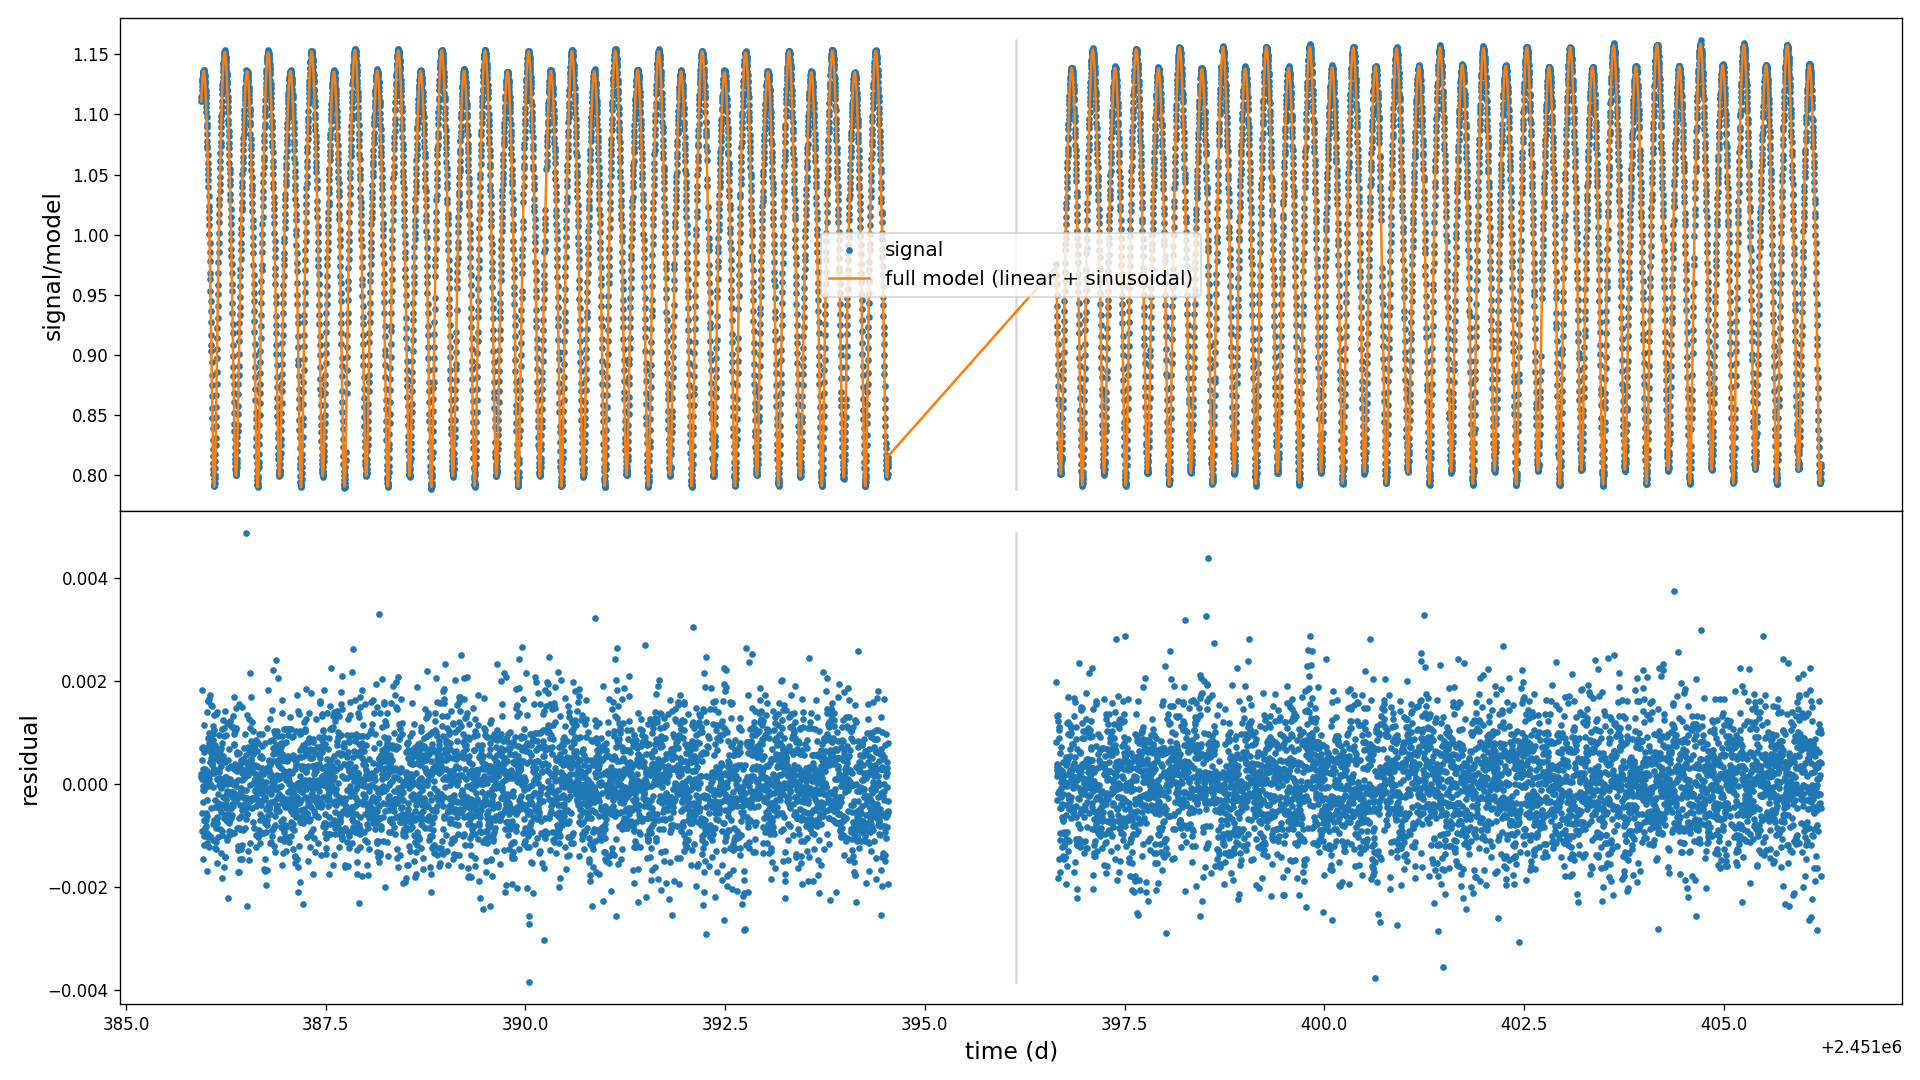 1.15
1.10
1.05
1.00
0.95
0.90
0.85
0.80
signal/model
signal
full model (linear + sinusoidal)
0.004
0.002
0.000
−0.002
−0.004
residual
385.0 387.5 390.0 392.5 395.0 397.5 400.0 402.5 405.0
time (d)
+2.451e6